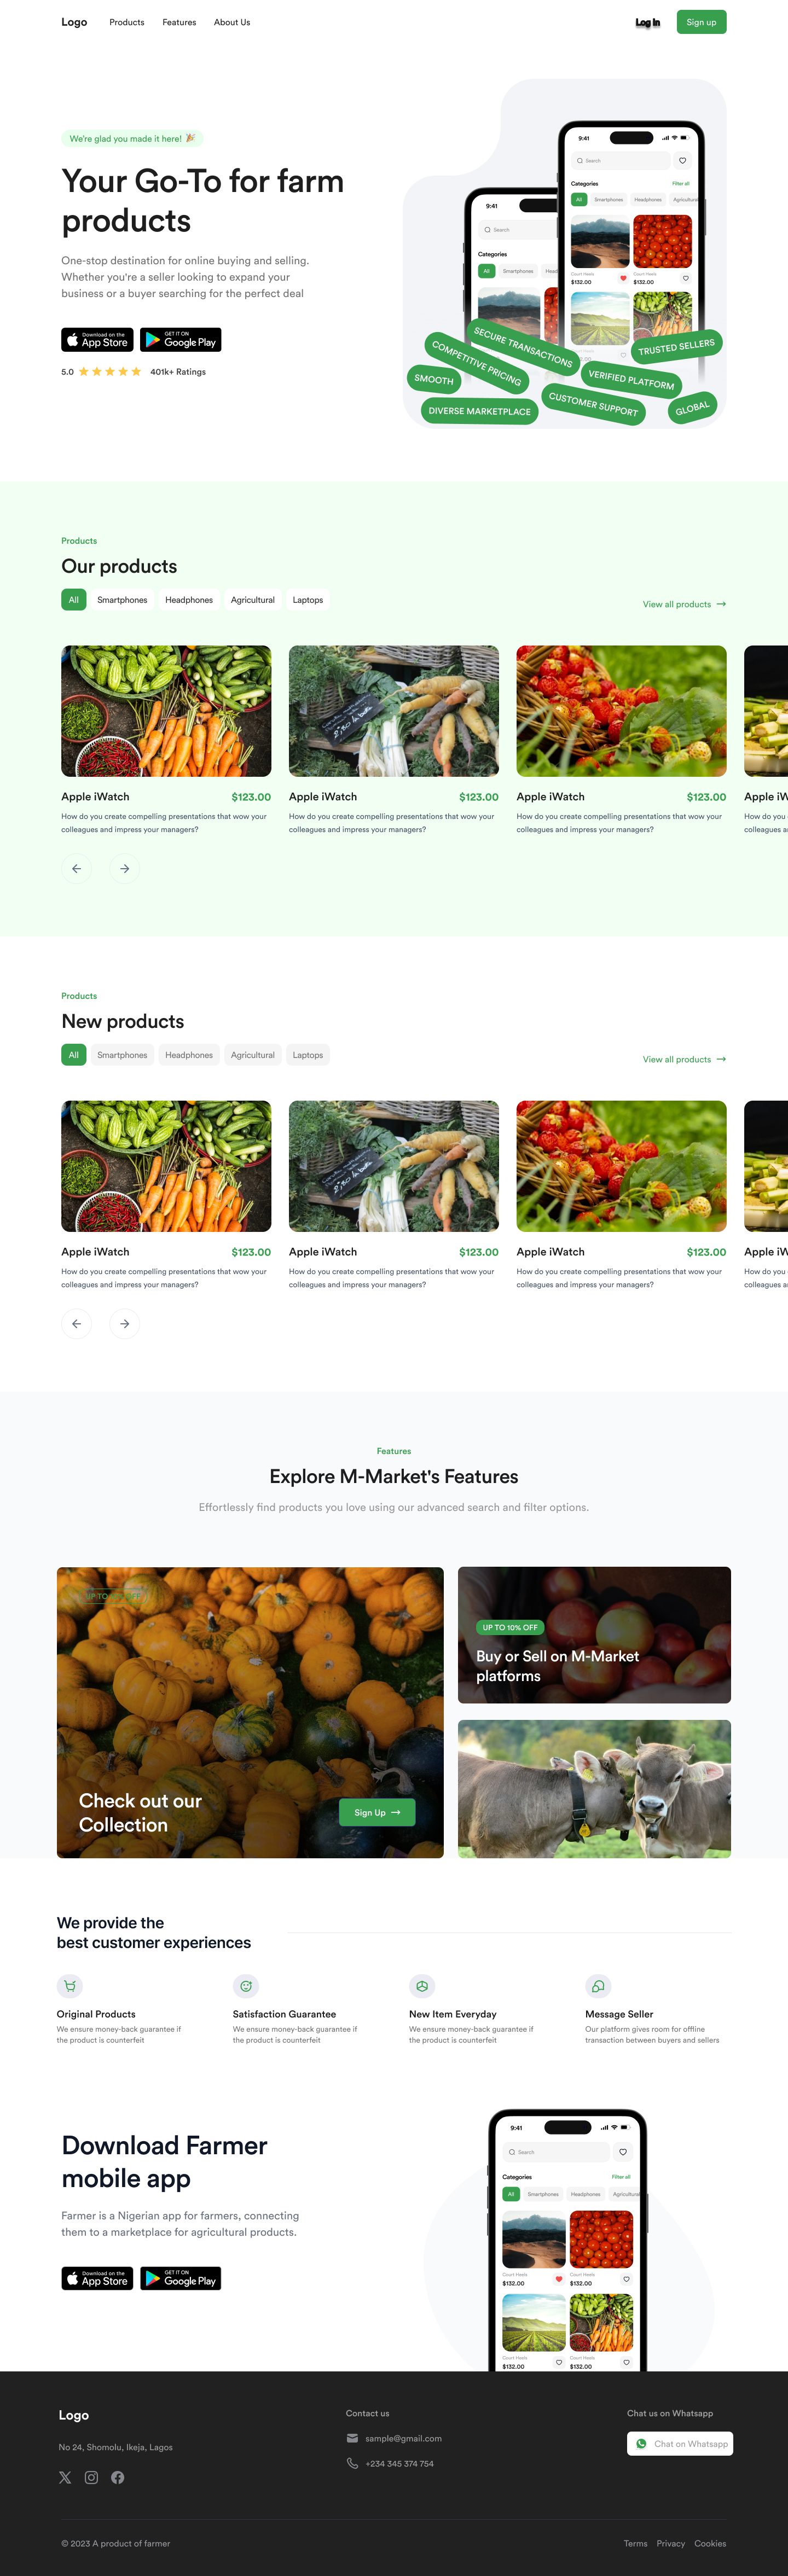 Logo
Products
Features
About Us
Log In
Sign up
We're glad you made it here! 🎉
Your Go-To for farm
products
One-stop destination for online buying and selling.
Whether you're a seller looking to expand your
business or a buyer searching for the perfect deal
Download on the
App Store
GET IT ON
Google Play
5.0
401k+ Ratings
9:41
Search
Categories
All
Smartphones
9:41
Search
Categories
Filter all
All
Smartphones
Headphones
Agricultural
Court Heels
$132.00
Court Heels
$132.00
SECURE TRANSACTIONS
COMPETITIVE PRICING
TRUSTED SELLERS
SMOOTH
VERIFIED PLATFORM
DIVERSE MARKETPLACE
CUSTOMER SUPPORT
GLOBAL
Products
Our products
All
Smartphones
Headphones
Agricultural
Laptops
View all products
Apple iWatch
$123.00
How do you create compelling presentations that wow your
colleagues and impress your managers?
Apple iWatch
$123.00
How do you create compelling presentations that wow your
colleagues and impress your managers?
Apple iWatch
$123.00
How do you create compelling presentations that wow your
colleagues and impress your managers?
Apple iW
How do you
colleagues a
Products
New products
All
Smartphones
Headphones
Agricultural
Laptops
View all products
Apple iWatch
$123.00
How do you create compelling presentations that wow your
colleagues and impress your managers?
Apple iWatch
$123.00
How do you create compelling presentations that wow your
colleagues and impress your managers?
Apple iWatch
$123.00
How do you create compelling presentations that wow your
colleagues and impress your managers?
Apple iW
How do you
colleagues a
Features
Explore M-Market's Features
Effortlessly find products you love using our advanced search and filter options.
UP TO
Check out our
Collection
Sign Up
UP TO 10% OFF
Buy or Sell on M-Market
platforms
We provide the
best customer experiences
Original Products
We ensure money-back guarantee if
the product is counterfeit
Satisfaction Guarantee
We ensure money-back guarantee if
the product is counterfeit
New Item Everyday
We ensure money-back guarantee if
the product is counterfeit
Message Seller
Our platform gives room for offline
transaction between buyers and sellers
Download Farmer
mobile app
Farmer is a Nigerian app for farmers, connecting
them to a marketplace for agricultural products.
Download on the
App Store
GET IT ON
Google Play
9:41
Search
Categories
Filter all
All
Smartphones
Headphones
Agricultural
Court Heels
$132.00
Court Heels
$132.00
Court Heels
$132.00
Court Heels
$132.00
Logo
No 24, Shomolu, Ikeja, Lagos
Contact us
sample@gmail.com
+234 345 374 754
Chat us on Whatsapp
Chat on Whatsapp
© 2023 A product of farmer
Terms
Privacy
Cookies